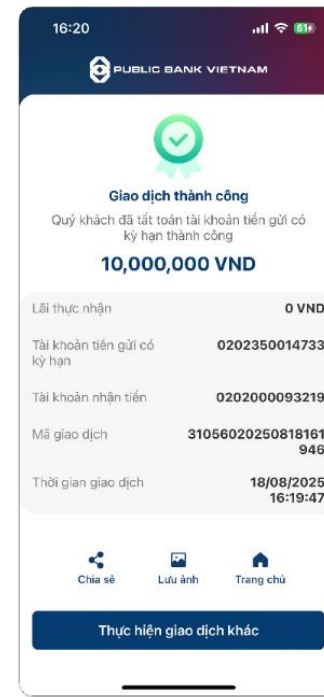 16:20
61
PUBLIC BANK VIETNAM
Giao dịch thành công
Quý khách đã tất toán tài khoản tiền gửi có
kỳ hạn thành công
10,000,000 VND
Lãi thực nhận 0 VND
Tài khoản tiền gửi có 0202350014733
kỳ hạn
Tài khoản nhận tiền 0202000093219
Mã giao dịch 31056020250818161
946
Thời gian giao dịch 18/08/2025
16:19:47
Chia sẻ Lưu ảnh Trang chủ
Thực hiện giao dịch khác